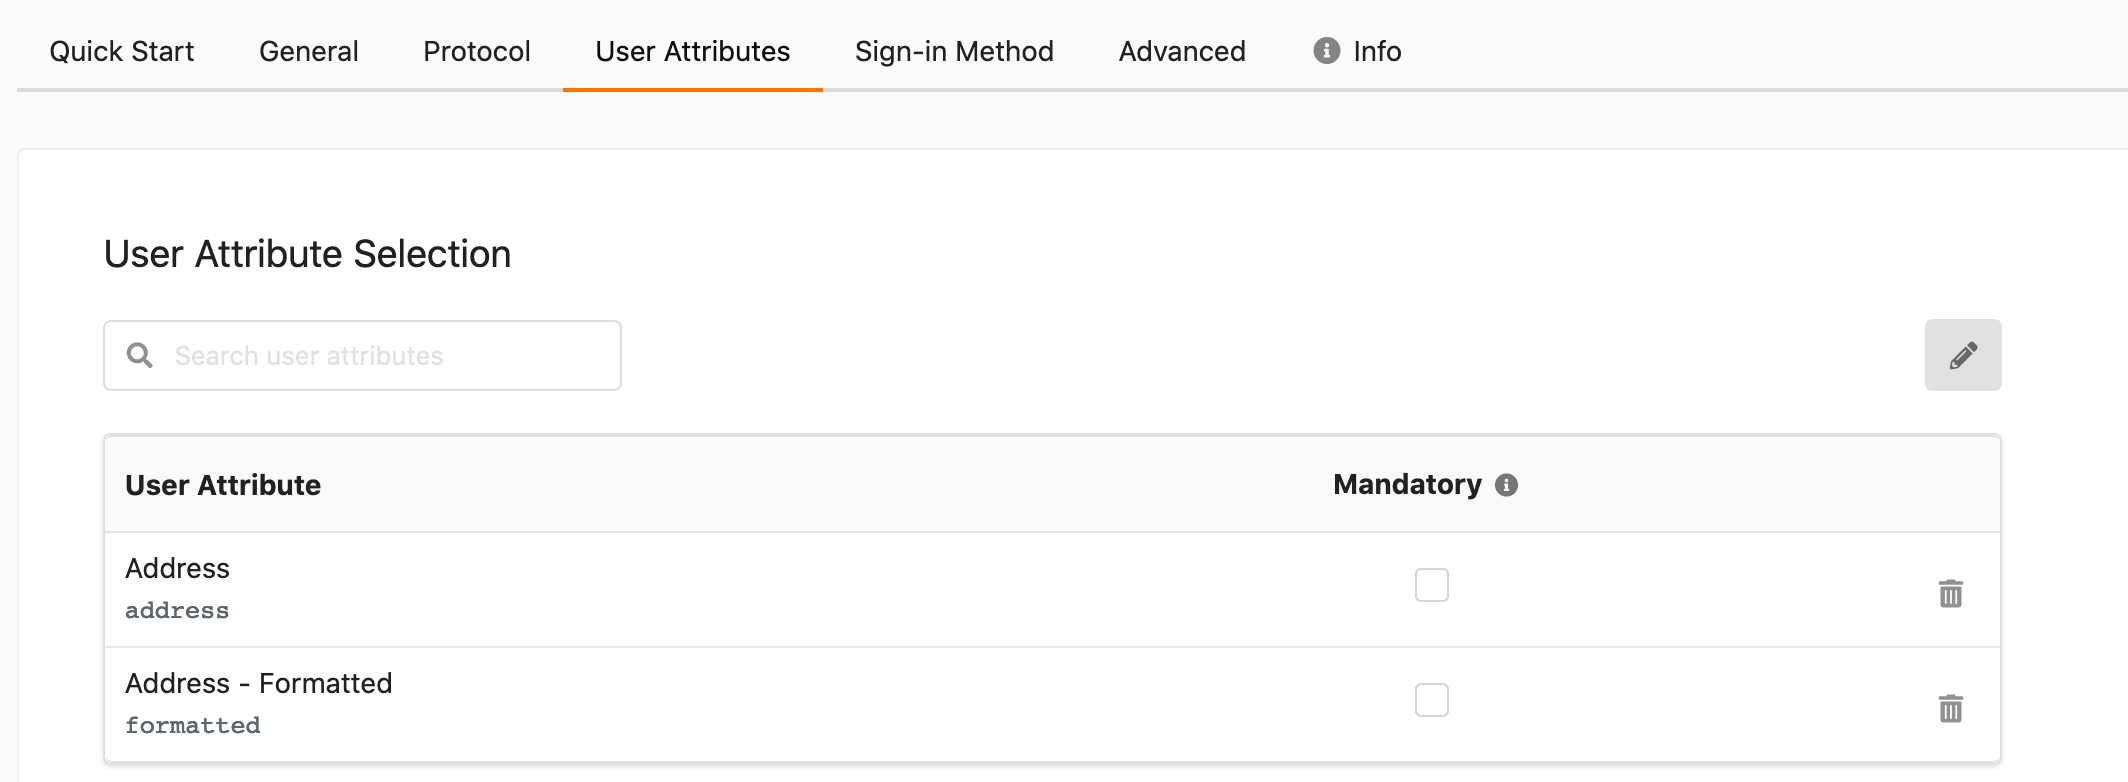 Quick Start General Protocol User Attributes Sign-in Method Advanced Info
User Attribute Selection
Search user attributes
User Attribute Mandatory
Address
address
Address - Formatted
formatted